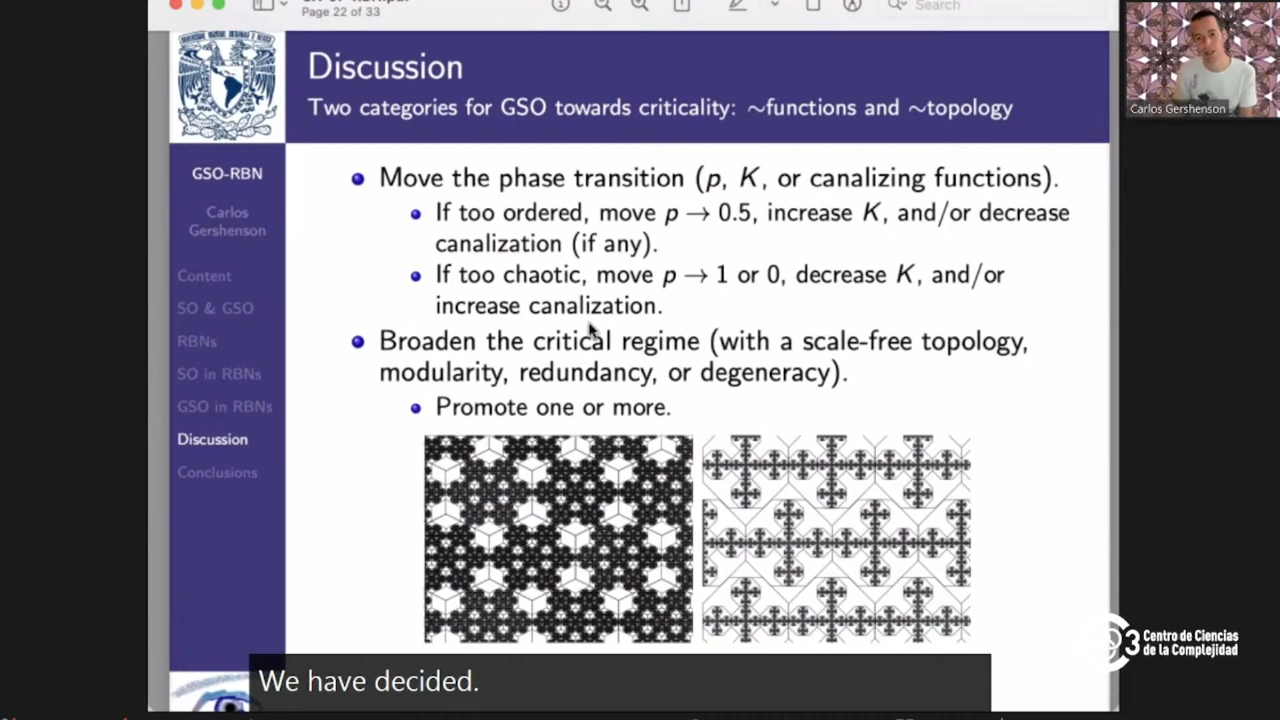 Page 22 of 33
Search
Discussion
Two categories for GSO towards criticality: ~functions and ~topology
GSO-RBN
Carlos
Gershenson
Content
SO & GSO
RBNs
SO in RBNs
GSO in RBNs
Discussion
Conclusions
Move the phase transition (p, K, or canalizing functions).
If too ordered, move p → 0.5, increase K, and/or decrease
canalization (if any).
If too chaotic, move p → 1 or 0, decrease K, and/or
increase canalization.
Broaden the critical regime (with a scale-free topology,
modularity, redundancy, or degeneracy).
Promote one or more.
Carlos Gershenson
3 Centro de Ciencias
de la Complejidad
We have decided.